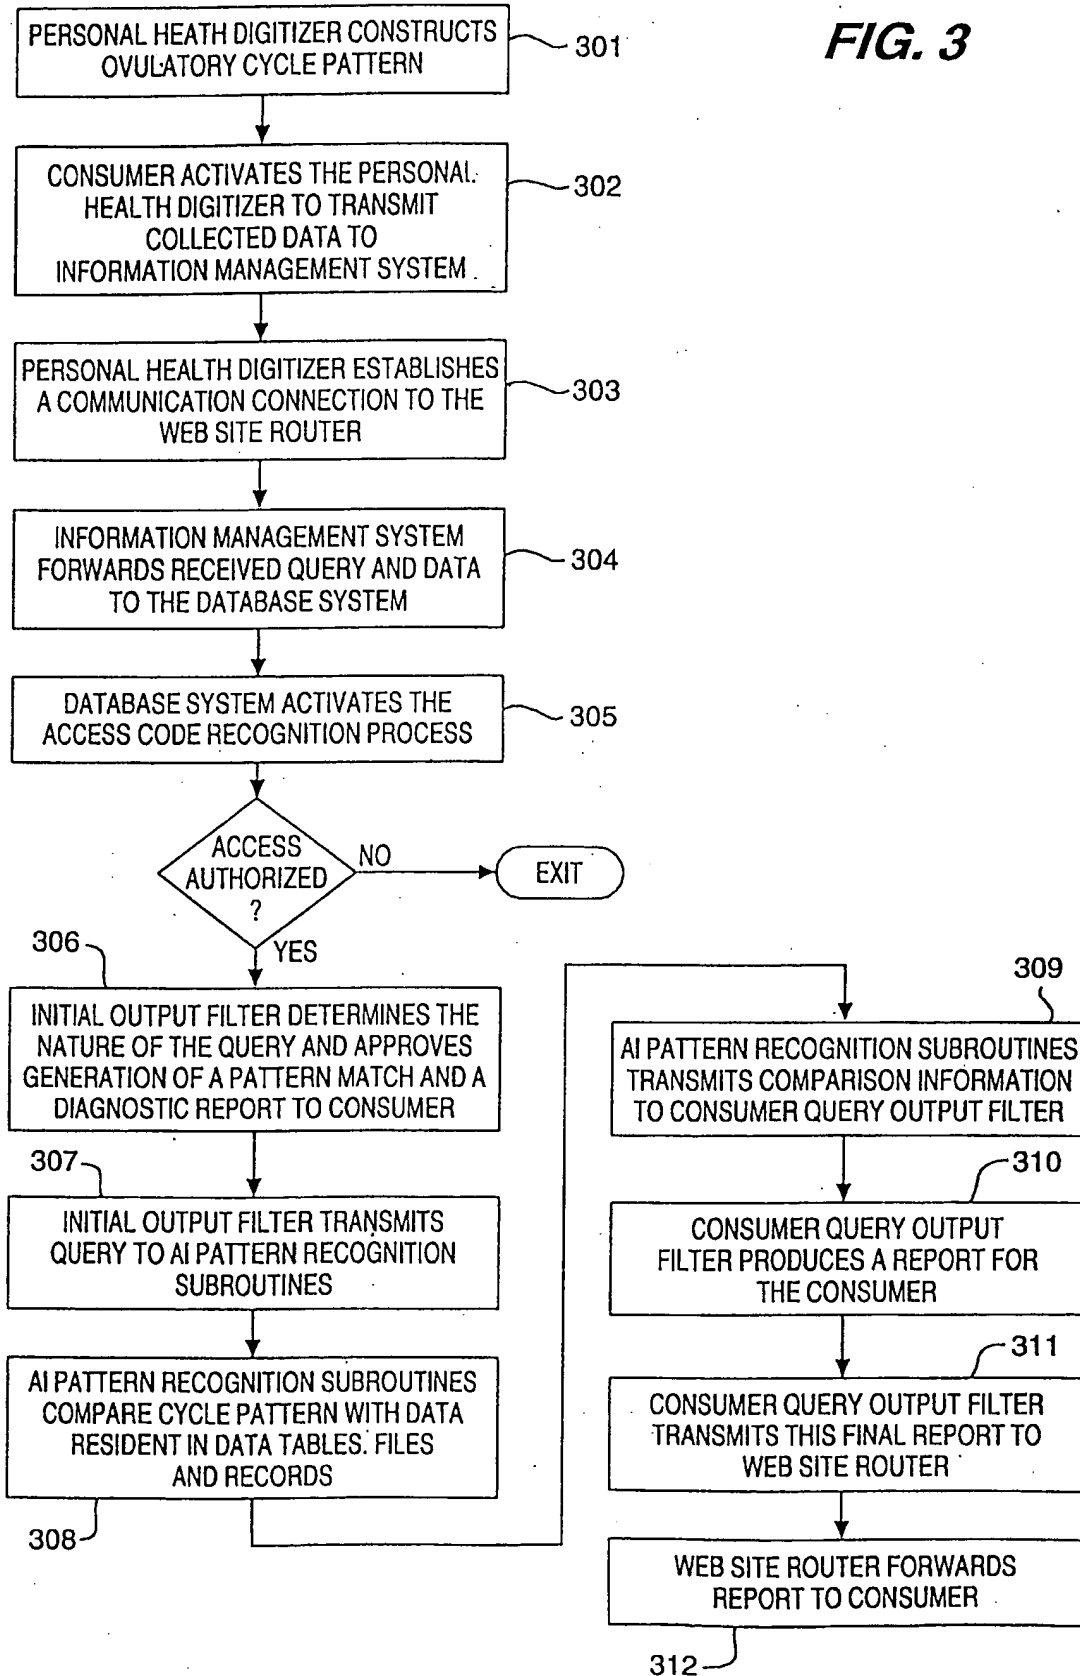 FIG. 3
PERSONAL HEATH DIGITIZER CONSTRUCTS
OVULATORY CYCLE PATTERN
301
CONSUMER ACTIVATES THE PERSONAL
HEALTH DIGITIZER TO TRANSMIT
COLLECTED DATA TO
INFORMATION MANAGEMENT SYSTEM
302
PERSONAL HEALTH DIGITIZER ESTABLISHES
A COMMUNICATION CONNECTION TO THE
WEB SITE ROUTER
303
INFORMATION MANAGEMENT SYSTEM
FORWARDS RECEIVED QUERY AND DATA
TO THE DATABASE SYSTEM
304
DATABASE SYSTEM ACTIVATES THE
ACCESS CODE RECOGNITION PROCESS
305
ACCESS
AUTHORIZED
?
NO
EXIT
YES
306
INITIAL OUTPUT FILTER DETERMINES THE
NATURE OF THE QUERY AND APPROVES
GENERATION OF A PATTERN MATCH AND A
DIAGNOSTIC REPORT TO CONSUMER
307
INITIAL OUTPUT FILTER TRANSMITS
QUERY TO AI PATTERN RECOGNITION
SUBROUTINES
AI PATTERN RECOGNITION SUBROUTINES
COMPARE CYCLE PATTERN WITH DATA
RESIDENT IN DATA TABLES. FILES
AND RECORDS
308
309
AI PATTERN RECOGNITION SUBROUTINES
TRANSMITS COMPARISON INFORMATION
TO CONSUMER QUERY OUTPUT FILTER
310
CONSUMER QUERY OUTPUT
FILTER PRODUCES A REPORT FOR
THE CONSUMER
311
CONSUMER QUERY OUTPUT FILTER
TRANSMITS THIS FINAL REPORT TO
WEB SITE ROUTER
WEB SITE ROUTER FORWARDS
REPORT TO CONSUMER
312